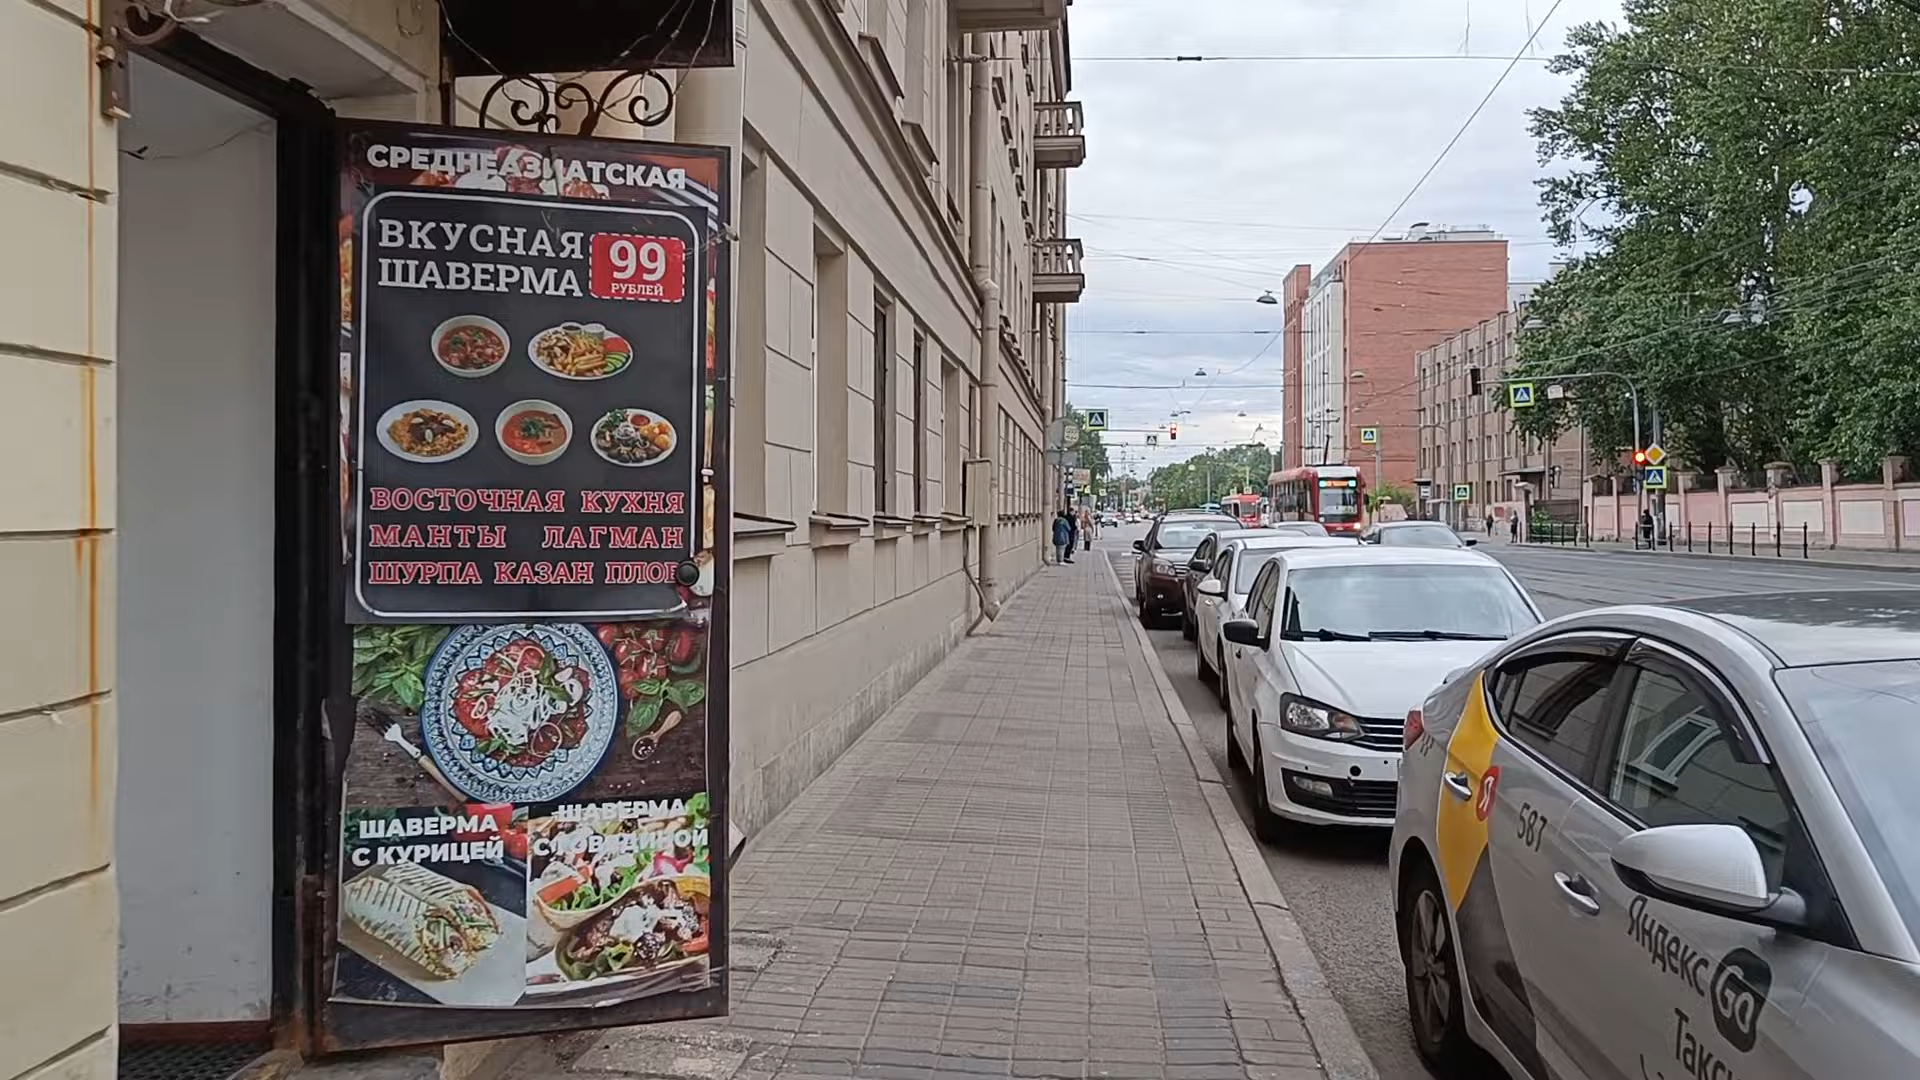 СРЕДНЕАЗИАТСКАЯ
ВКУСНАЯ
ШАВЕРМА
99
РУБЛЕЙ
ВОСТОЧНАЯ КУХНЯ
МАНТЫ ЛАГМАН
ШУРПА КАЗАН ПЛОВ
ШАВЕРМА
С КУРИЦЕЙ
ШАВЕРМА
С ГОВЯДИНОЙ
Я
587
Яндекс Go
Такси